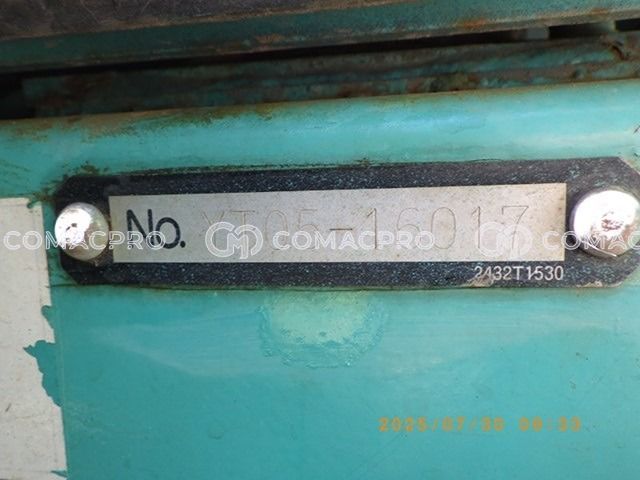 No. YT05-16017
COMACPRO COMACPRO COMACPRO
2432T1530
2025/07/30 09:33